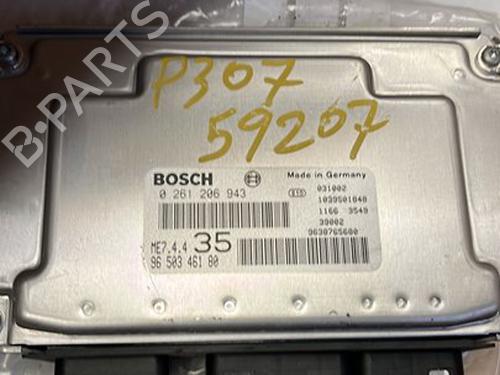 P307
59207
BOSCH
Made in Germany
0 261 206 943
031002
1039S01848
1166 3549
39002
9638765680
ME7.4.4 35
96 503 461 80
B-PARTS